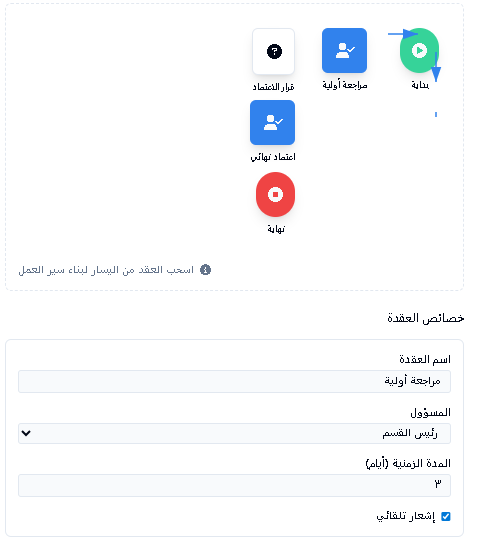 بداية
مراجعة أولية
قرار الاعتماد
اعتماد نهائي
نهاية
اسحب العقد من اليسار لبناء سير العمل
خصائص العقدة
اسم العقدة
مراجعة أولية
المسؤول
رئيس القسم
المدة الزمنية (أيام)
٣
إشعار تلقائي